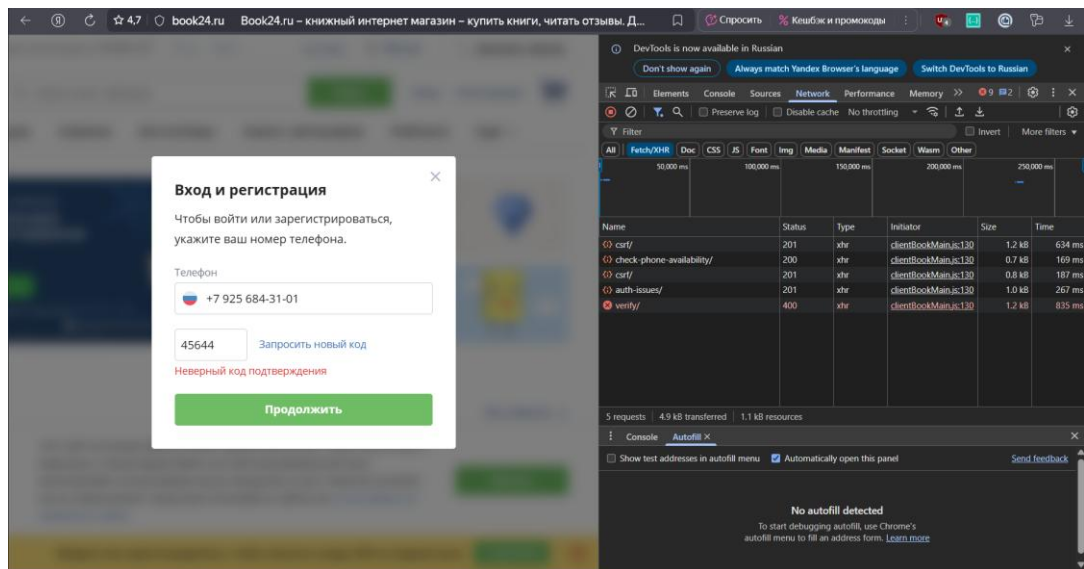 4,7 book24.ru Book24.ru – книжный интернет магазин – купить книги, читать отзывы. Д... Спросить % Кешбэк и промокоды
Вход и регистрация
Чтобы войти или зарегистрироваться,
укажите ваш номер телефона.
Телефон
+7 925 684-31-01
45644 Запросить новый код
Неверный код подтверждения
Продолжить
DevTools is now available in Russian
Don't show again Always match Yandex Browser's language Switch DevTools to Russian
Elements Console Sources Network Performance Memory 9 2
Preserve log Disable cache No throttling
Filter Invert More filters
All Fetch/XHR Doc CSS JS Font Img Media Manifest Socket Wasm Other
50,000 ms 100,000 ms 150,000 ms 200,000 ms 250,000 ms
Name Status Type Initiator Size Time
csrf/ 201 xhr clientBookMain.js:130 1.2 kB 634 ms
check-phone-availability/ 200 xhr clientBookMain.js:130 0.7 kB 169 ms
csrf/ 201 xhr clientBookMain.js:130 0.8 kB 187 ms
auth-issues/ 201 xhr clientBookMain.js:130 1.0 kB 267 ms
verify/ 400 xhr clientBookMain.js:130 1.2 kB 835 ms
5 requests 4.9 kB transferred 1.1 kB resources
Console Autofill
Show test addresses in autofill menu Automatically open this panel Send feedback
No autofill detected
To start debugging autofill, use Chrome's
autofill menu to fill an address form. Learn more